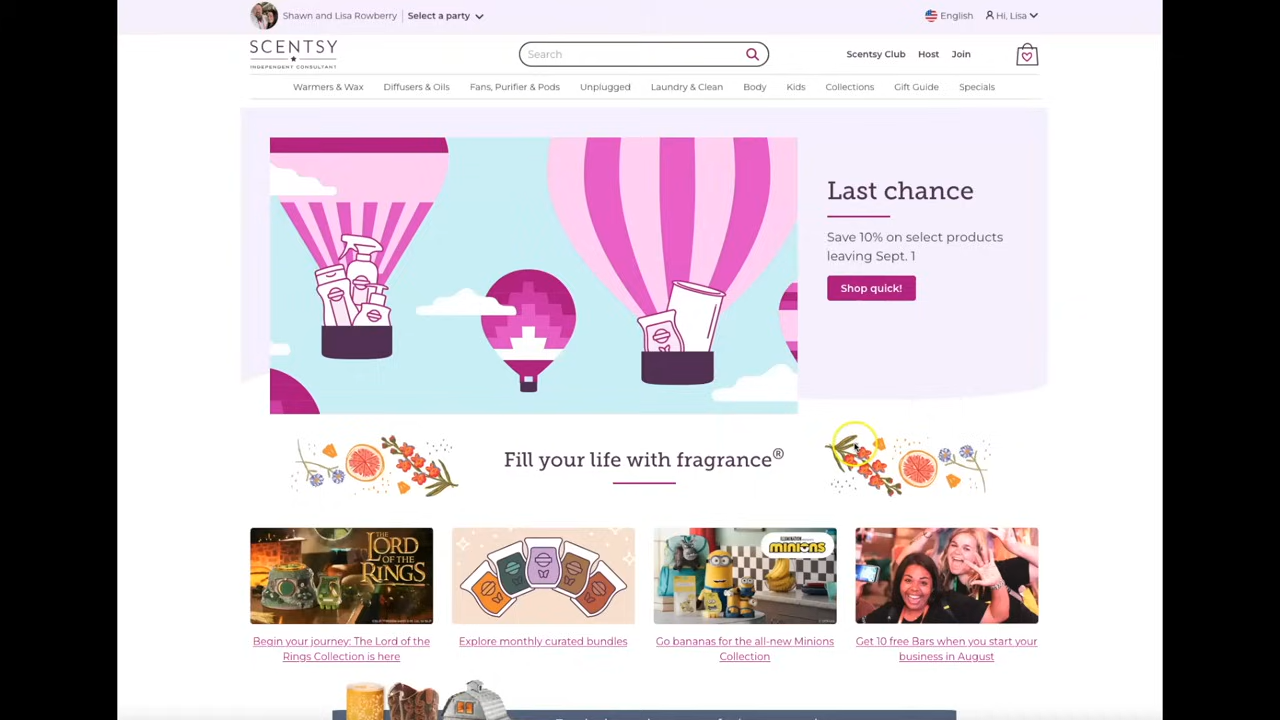 Shawn and Lisa Rowberry
Select a party
English
Hi, Lisa
SCENTSY
INDEPENDENT CONSULTANT
Search
Scentsy Club
Host
Join
Warmers & Wax
Diffusers & Oils
Fans, Purifier & Pods
Unplugged
Laundry & Clean
Body
Kids
Collections
Gift Guide
Specials
Last chance
Save 10% on select products
leaving Sept. 1
Shop quick!
Fill your life with fragrance®
THE
LORD
OF THE
RINGS
MINIONS
Begin your journey: The Lord of the
Rings Collection is here
Explore monthly curated bundles
Go bananas for the all-new Minions
Collection
Get 10 free Bars when you start your
business in August